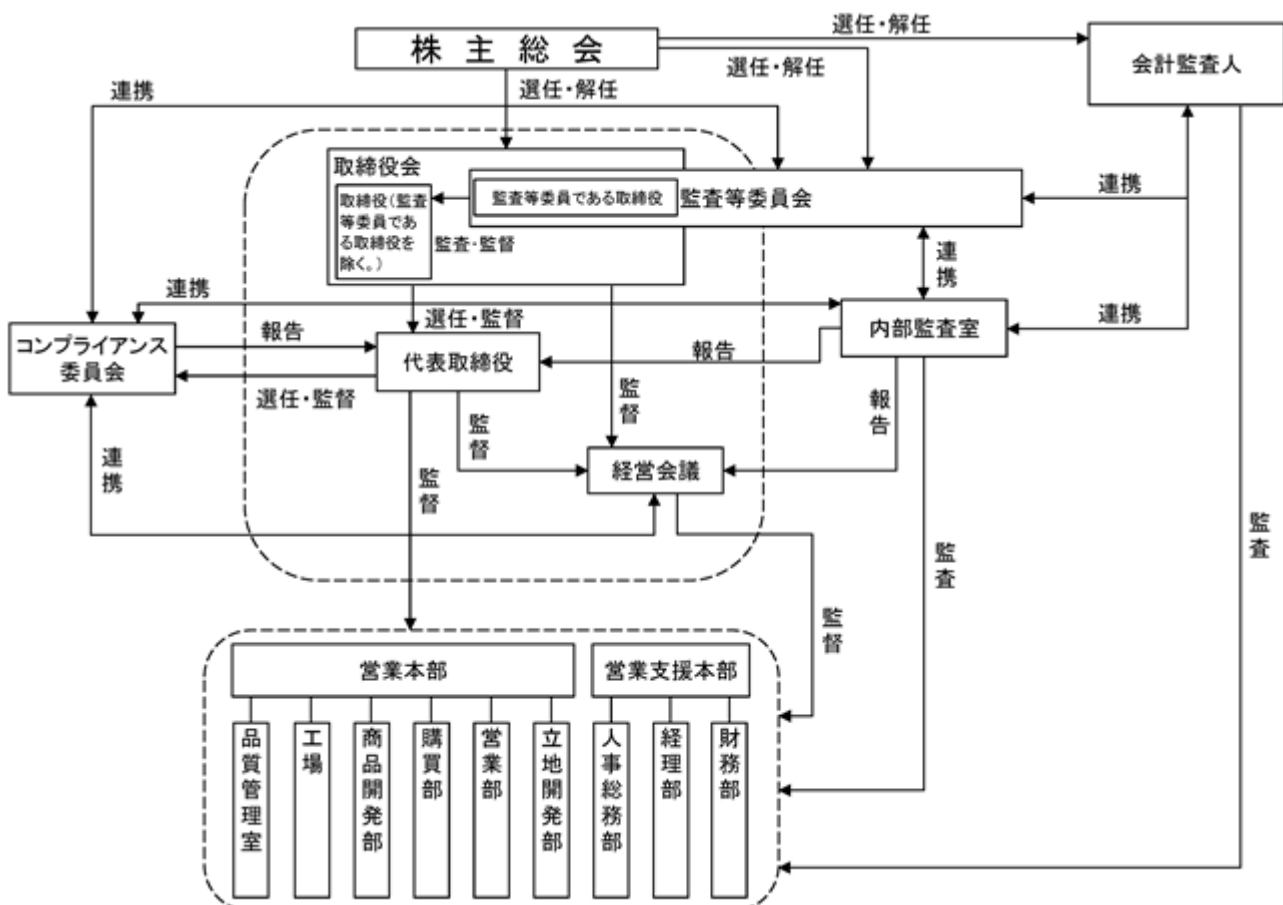 株主総会
選任・解任
選任・解任
選任・解任
会計監査人
連携
取締役会
取締役（監査
等委員であ
る取締役を
除く。）
監査等委員である取締役
監査等委員会
監査・監督
連携
連
携
連携
選任・監督
内部監査室
連携
コンプライアンス
委員会
報告
代表取締役
報告
選任・監督
監
督
監
督
監
督
報
告
連
携
経営会議
監
査
監
査
監
督
営業本部
営業支援本部
品質管理室
工場
商品開発部
購買部
営業部
立地開発部
人事総務部
経理部
財務部